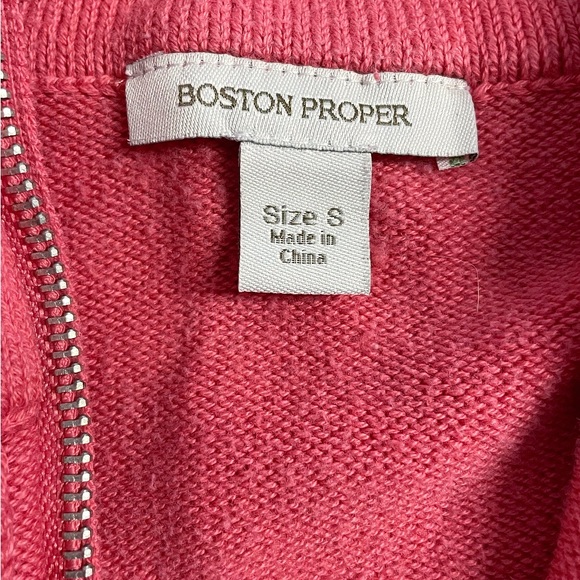 BOSTON PROPER
Size S
Made in
China